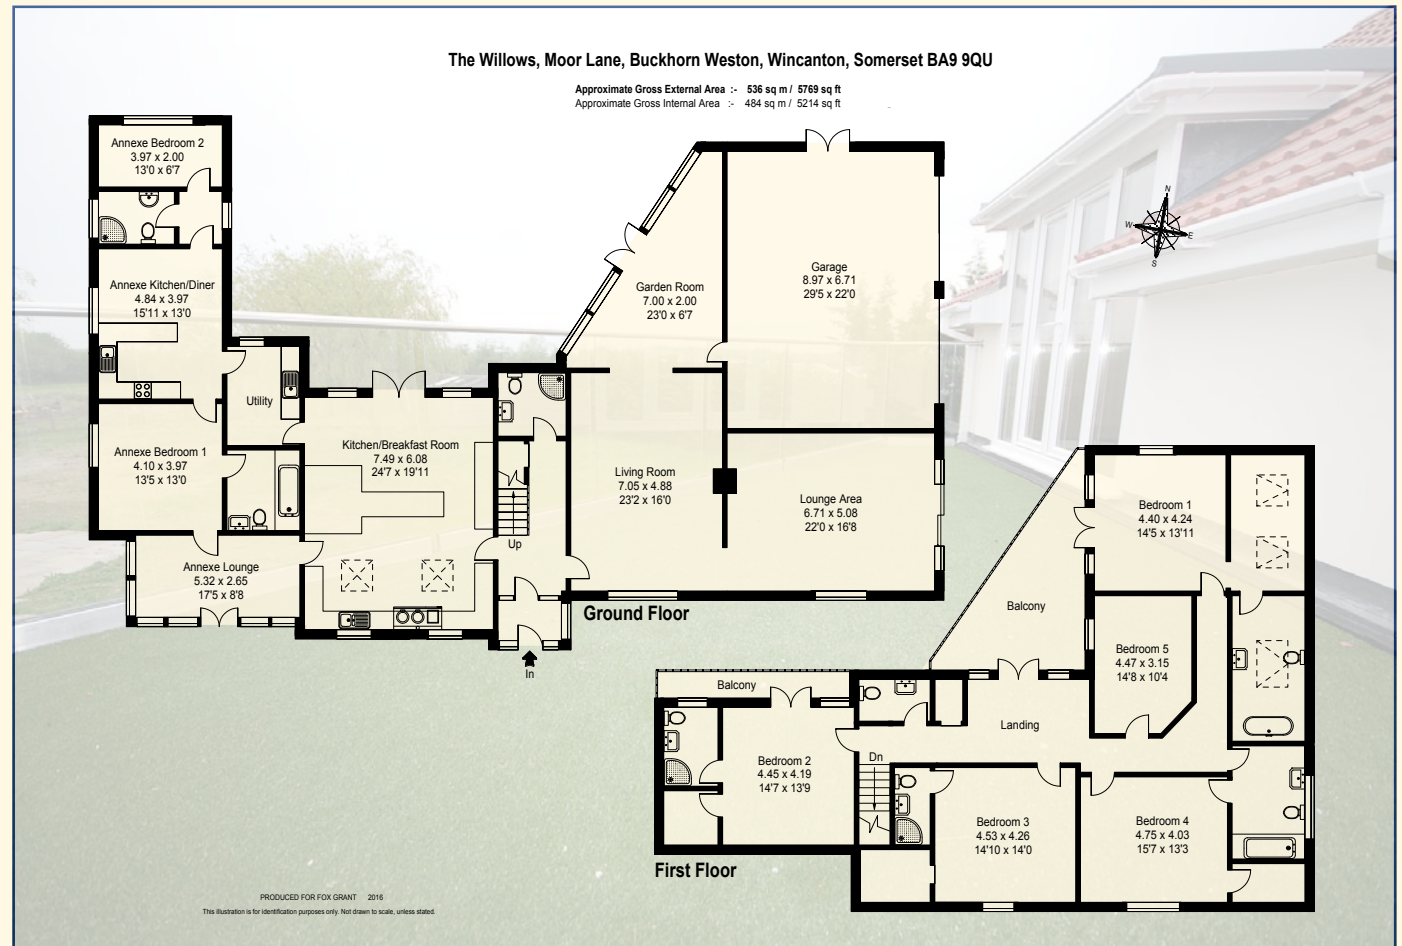 The Willows, Moor Lane, Buckhorn Weston, Wincanton, Somerset BA9 9QU
Approximate Gross External Area :- 536 sq m / 5769 sq ft
Approximate Gross Internal Area :- 484 sq m / 5214 sq ft
Annexe Bedroom 2
3.97 x 2.00
13'0 x 6'7
Annexe Kitchen/Diner
4.84 x 3.97
15'11 x 13'0
Utility
Annexe Bedroom 1
4.10 x 3.97
13'5 x 13'0
Annexe Lounge
5.32 x 2.65
17'5 x 8'8
Kitchen/Breakfast Room
7.49 x 6.08
24'7 x 19'11
Up
In
Garden Room
7.00 x 2.00
23'0 x 6'7
Garage
8.97 x 6.71
29'5 x 22'0
Living Room
7.05 x 4.88
23'2 x 16'0
Lounge Area
6.71 x 5.08
22'0 x 16'8
Ground Floor
N
W
E
S
Bedroom 1
4.40 x 4.24
14'5 x 13'11
Balcony
Bedroom 5
4.47 x 3.15
14'8 x 10'4
Balcony
Landing
Dn
Bedroom 2
4.45 x 4.19
14'7 x 13'9
Bedroom 3
4.53 x 4.26
14'10 x 14'0
Bedroom 4
4.75 x 4.03
15'7 x 13'3
First Floor
PRODUCED FOR FOX GRANT 2016
This illustration is for identification purposes only. Not drawn to scale, unless stated.